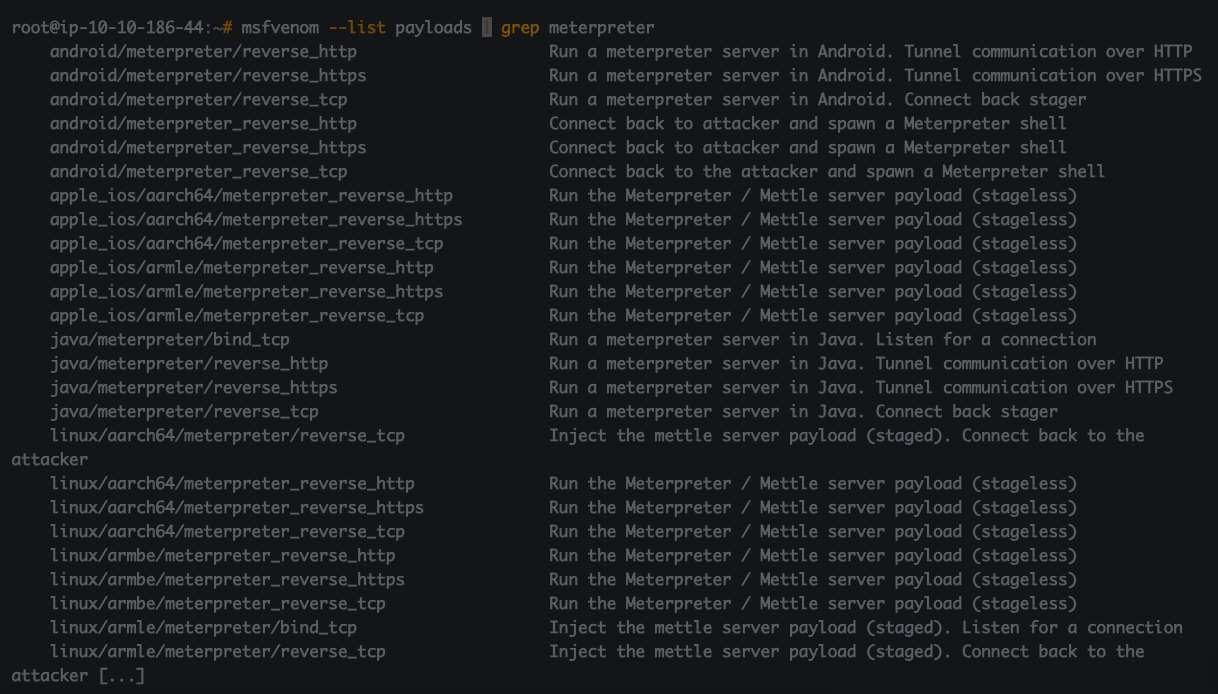 root@ip-10-10-186-44:~# msfvenom --list payloads | grep meterpreter
android/meterpreter/reverse_http Run a meterpreter server in Android. Tunnel communication over HTTP
android/meterpreter/reverse_https Run a meterpreter server in Android. Tunnel communication over HTTPS
android/meterpreter/reverse_tcp Run a meterpreter server in Android. Connect back stager
android/meterpreter_reverse_http Connect back to attacker and spawn a Meterpreter shell
android/meterpreter_reverse_https Connect back to attacker and spawn a Meterpreter shell
android/meterpreter_reverse_tcp Connect back to the attacker and spawn a Meterpreter shell
apple_ios/aarch64/meterpreter_reverse_http Run the Meterpreter / Mettle server payload (stageless)
apple_ios/aarch64/meterpreter_reverse_https Run the Meterpreter / Mettle server payload (stageless)
apple_ios/aarch64/meterpreter_reverse_tcp Run the Meterpreter / Mettle server payload (stageless)
apple_ios/armle/meterpreter_reverse_http Run the Meterpreter / Mettle server payload (stageless)
apple_ios/armle/meterpreter_reverse_https Run the Meterpreter / Mettle server payload (stageless)
apple_ios/armle/meterpreter_reverse_tcp Run the Meterpreter / Mettle server payload (stageless)
java/meterpreter/bind_tcp Run a meterpreter server in Java. Listen for a connection
java/meterpreter/reverse_http Run a meterpreter server in Java. Tunnel communication over HTTP
java/meterpreter/reverse_https Run a meterpreter server in Java. Tunnel communication over HTTPS
java/meterpreter/reverse_tcp Run a meterpreter server in Java. Connect back stager
linux/aarch64/meterpreter/reverse_tcp Inject the mettle server payload (staged). Connect back to the
attacker
linux/aarch64/meterpreter_reverse_http Run the Meterpreter / Mettle server payload (stageless)
linux/aarch64/meterpreter_reverse_https Run the Meterpreter / Mettle server payload (stageless)
linux/aarch64/meterpreter_reverse_tcp Run the Meterpreter / Mettle server payload (stageless)
linux/armbe/meterpreter_reverse_http Run the Meterpreter / Mettle server payload (stageless)
linux/armbe/meterpreter_reverse_https Run the Meterpreter / Mettle server payload (stageless)
linux/armbe/meterpreter_reverse_tcp Run the Meterpreter / Mettle server payload (stageless)
linux/armle/meterpreter/bind_tcp Inject the mettle server payload (staged). Listen for a connection
linux/armle/meterpreter/reverse_tcp Inject the mettle server payload (staged). Connect back to the
attacker [...]